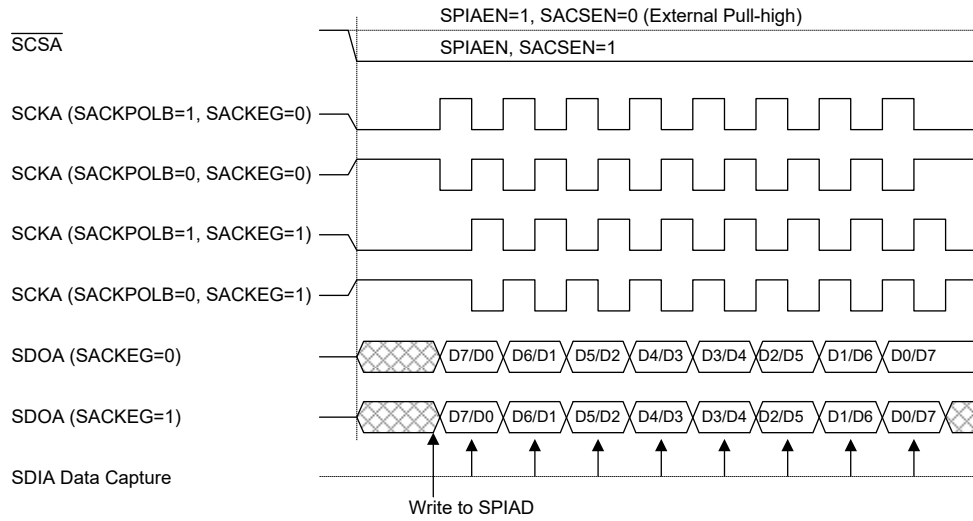 SPIAEN=1, SACSEN=0 (External Pull-high)
SCSA
SPIAEN, SACSEN=1
SCKA (SACKPOLB=1, SACKEG=0)
SCKA (SACKPOLB=0, SACKEG=0)
SCKA (SACKPOLB=1, SACKEG=1)
SCKA (SACKPOLB=0, SACKEG=1)
SDOA (SACKEG=0) D7/D0 D6/D1 D5/D2 D4/D3 D3/D4 D2/D5 D1/D6 D0/D7
SDOA (SACKEG=1) D7/D0 D6/D1 D5/D2 D4/D3 D3/D4 D2/D5 D1/D6 D0/D7
SDIA Data Capture
Write to SPIAD